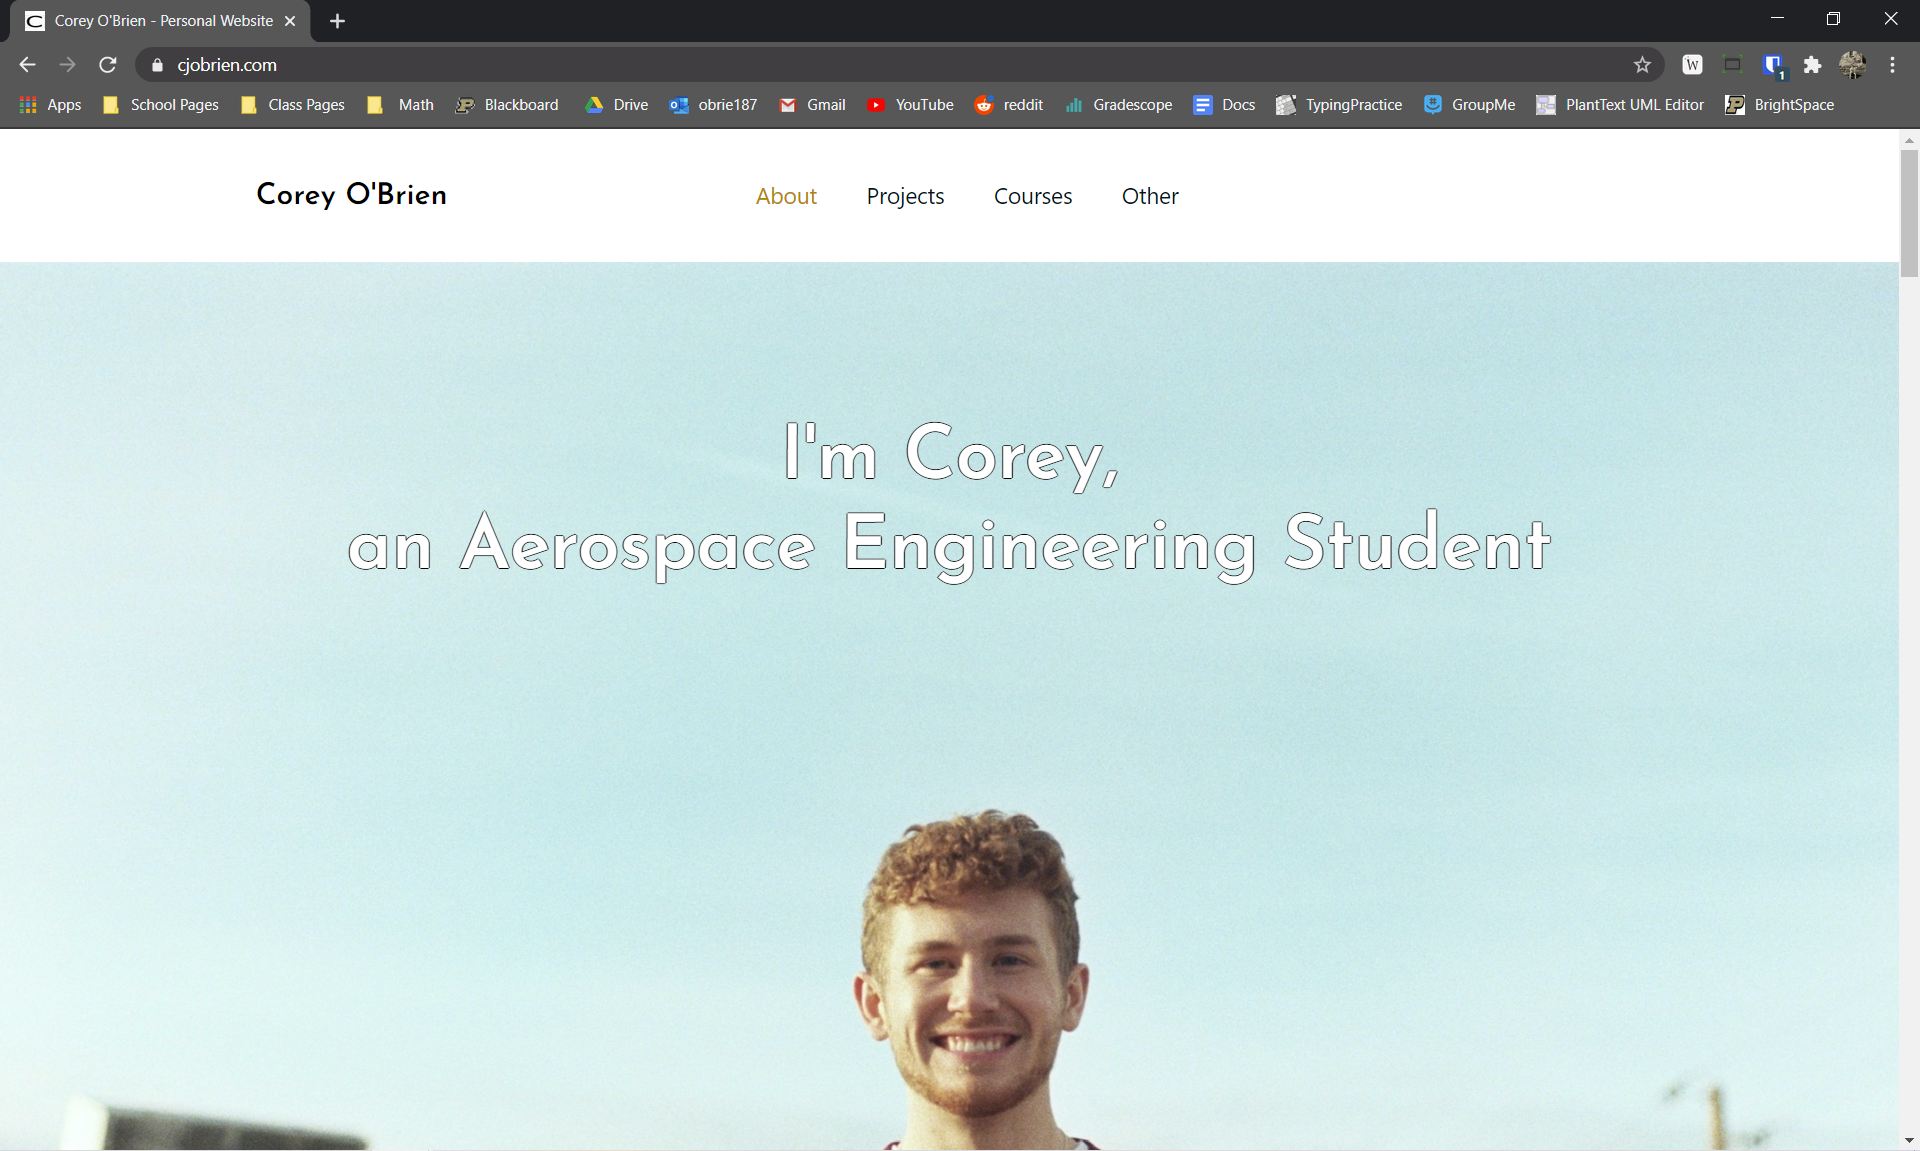 Corey O'Brien - Personal Website
cjobrien.com
W
1
Apps School Pages Class Pages Math Blackboard Drive obrie187 Gmail YouTube reddit Gradescope Docs TypingPractice GroupMe PlantText UML Editor BrightSpace
Corey O'Brien About Projects Courses Other
I'm Corey,
an Aerospace Engineering Student